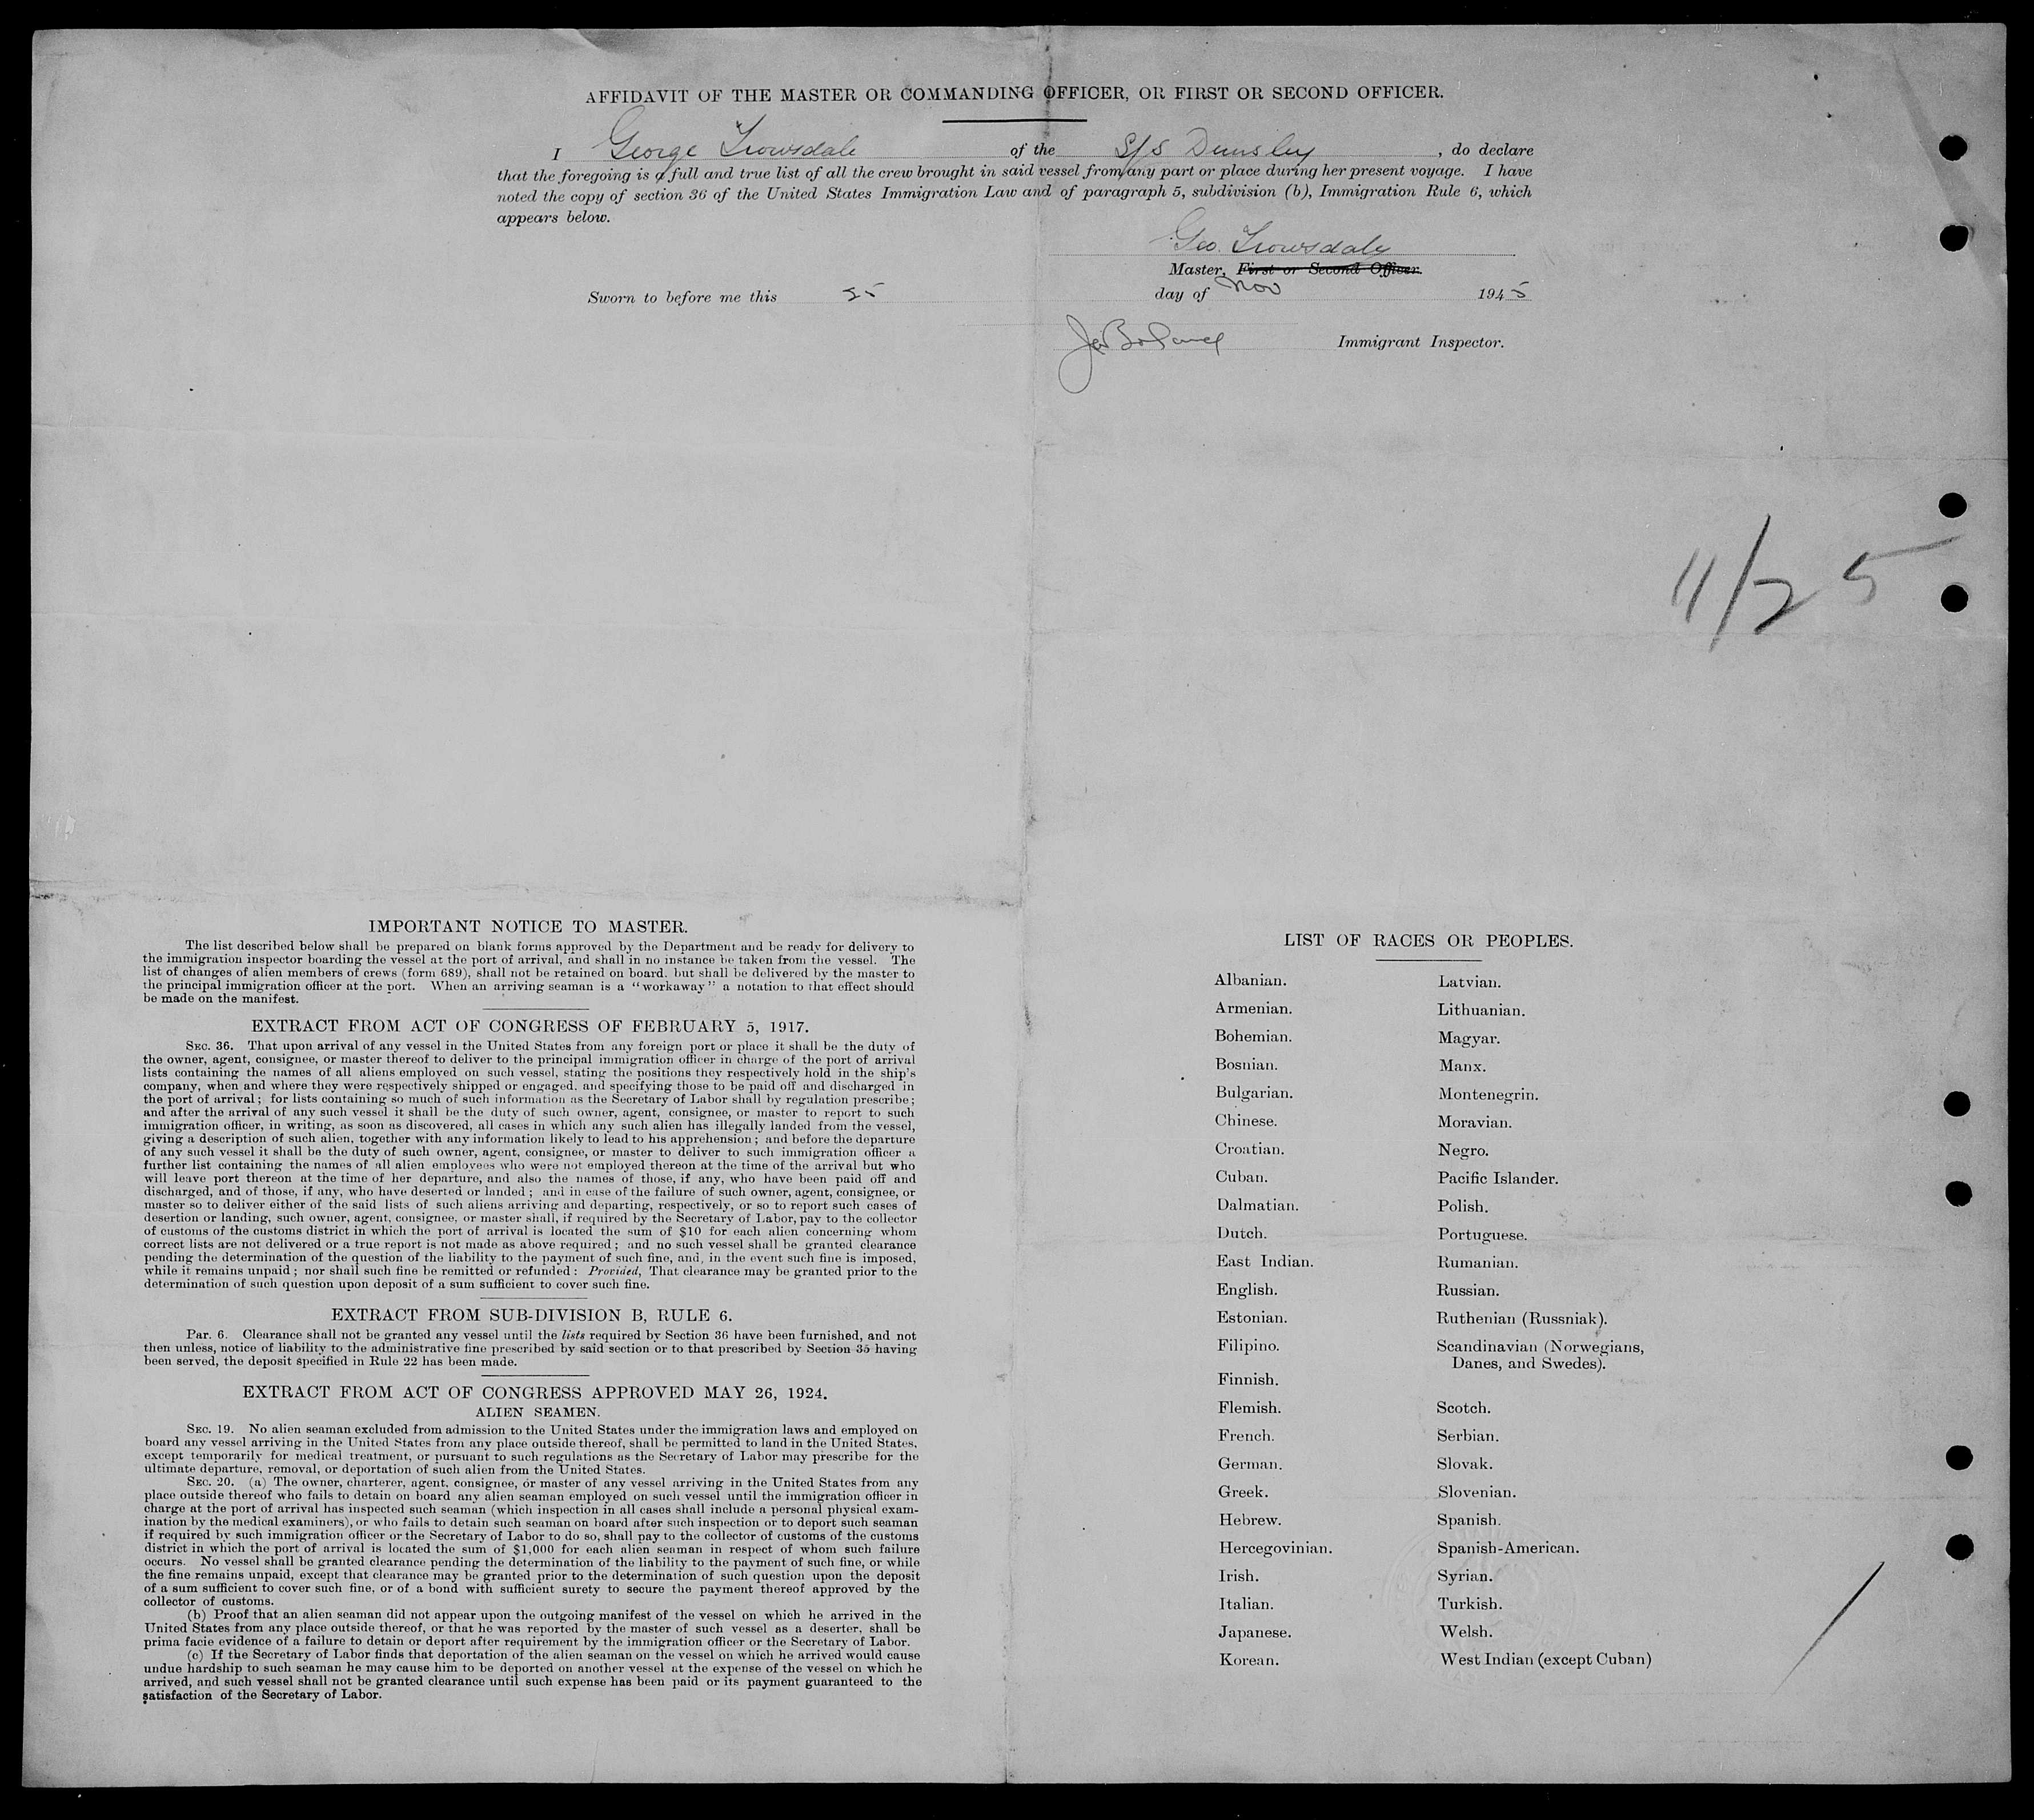 AFFIDAVIT OF THE MASTER OR COMMANDING OFFICER, OR FIRST OR SECOND OFFICER.
I George Trowsdale of the S/S Dunsley, do declare
that the foregoing is a full and true list of all the crew brought in said vessel from any part or place during her present voyage. I have
noted the copy of section 36 of the United States Immigration Law and of paragraph 5, subdivision (b), Immigration Rule 6, which
appears below.
Geo. Trowsdale
Master, First or Second Officer.
Sworn to before me this 25 day of Nov 1945
Immigrant Inspector.
11/25
IMPORTANT NOTICE TO MASTER.
The list described below shall be prepared on blank forms approved by the Department and be ready for delivery to
the immigration inspector boarding the vessel at the port of arrival, and shall in no instance be taken from the vessel. The
list of changes of alien members of crews (form 689), shall not be retained on board, but shall be delivered by the master to
the principal immigration officer at the port. When an arriving seaman is a "workaway" a notation to that effect should
be made on the manifest.
EXTRACT FROM ACT OF CONGRESS OF FEBRUARY 5, 1917.
SEC. 36. That upon arrival of any vessel in the United States from any foreign port or place it shall be the duty of
the owner, agent, consignee, or master thereof to deliver to the principal immigration officer in charge of the port of arrival
lists containing the names of all aliens employed on such vessel, stating the positions they respectively hold in the ship's
company, when and where they were respectively shipped or engaged, and specifying those to be paid off and discharged in
the port of arrival; for lists containing so much of such information as the Secretary of Labor shall by regulation prescribe;
and after the arrival of any such vessel it shall be the duty of such owner, agent, consignee, or master to report to such
immigration officer, in writing, as soon as discovered, all cases in which any such alien has illegally landed from the vessel,
giving a description of such alien, together with any information likely to lead to his apprehension; and before the departure
of any such vessel it shall be the duty of such owner, agent, consignee, or master to deliver to such immigration officer a
further list containing the names of all alien employees who were not employed thereon at the time of the arrival but who
will leave port thereon at the time of her departure, and also the names of those, if any, who have been paid off and
discharged, and of those, if any, who have deserted or landed; and in case of the failure of such owner, agent, consignee, or
master so to deliver either of the said lists of such aliens arriving and departing, respectively, or so to report such cases of
desertion or landing, such owner, agent, consignee, or master shall, if required by the Secretary of Labor, pay to the collector
of customs of the customs district in which the port of arrival is located the sum of $10 for each alien concerning whom
correct lists are not delivered or a true report is not made as above required; and no such vessel shall be granted clearance
pending the determination of the question of the liability to the payment of such fine, and, in the event such fine is imposed,
while it remains unpaid; nor shall such fine be remitted or refunded: Provided, That clearance may be granted prior to the
determination of such question upon deposit of a sum sufficient to cover such fine.
EXTRACT FROM SUB-DIVISION B, RULE 6.
Par. 6. Clearance shall not be granted any vessel until the lists required by Section 36 have been furnished, and not
then unless, notice of liability to the administrative fine prescribed by said section or to that prescribed by Section 35 having
been served, the deposit specified in Rule 22 has been made.
EXTRACT FROM ACT OF CONGRESS APPROVED MAY 26, 1924.
ALIEN SEAMEN.
SEC. 19. No alien seaman excluded from admission to the United States under the immigration laws and employed on
board any vessel arriving in the United States from any place outside thereof, shall be permitted to land in the United States,
except temporarily for medical treatment, or pursuant to such regulations as the Secretary of Labor may prescribe for the
ultimate departure, removal, or deportation of such alien from the United States.
SEC. 20. (a) The owner, charterer, agent, consignee, or master of any vessel arriving in the United States from any
place outside thereof who fails to detain on board any alien seaman employed on such vessel until the immigration officer in
charge at the port of arrival has inspected such seaman (which inspection in all cases shall include a personal physical exam-
ination by the medical examiners), or who fails to detain such seaman on board after such inspection or to deport such seaman
if required by such immigration officer or the Secretary of Labor to do so, shall pay to the collector of customs of the customs
district in which the port of arrival is located the sum of $1,000 for each alien seaman in respect of whom such failure
occurs. No vessel shall be granted clearance pending the determination of the liability to the payment of such fine, or while
the fine remains unpaid, except that clearance may be granted prior to the determination of such question upon the deposit
of a sum sufficient to cover such fine, or of a bond with sufficient surety to secure the payment thereof approved by the
collector of customs.
(b) Proof that an alien seaman did not appear upon the outgoing manifest of the vessel on which he arrived in the
United States from any place outside thereof, or that he was reported by the master of such vessel as a deserter, shall be
prima facie evidence of a failure to detain or deport after requirement by the immigration officer or the Secretary of Labor.
(c) If the Secretary of Labor finds that deportation of the alien seaman on the vessel on which he arrived would cause
undue hardship to such seaman he may cause him to be deported on another vessel at the expense of the vessel on which he
arrived, and such vessel shall not be granted clearance until such expense has been paid or its payment guaranteed to the
satisfaction of the Secretary of Labor.
LIST OF RACES OR PEOPLES.
Albanian.
Armenian.
Bohemian.
Bosnian.
Bulgarian.
Chinese.
Croatian.
Cuban.
Dalmatian.
Dutch.
East Indian.
English.
Estonian.
Filipino.
Finnish.
Flemish.
French.
German.
Greek.
Hebrew.
Hercegovinian.
Irish.
Italian.
Japanese.
Korean.
Latvian.
Lithuanian.
Magyar.
Manx.
Montenegrin.
Moravian.
Negro.
Pacific Islander.
Polish.
Portuguese.
Rumanian.
Russian.
Ruthenian (Russniak).
Scandinavian (Norwegians,
Danes, and Swedes).
Scotch.
Serbian.
Slovak.
Slovenian.
Spanish.
Spanish-American.
Syrian.
Turkish.
Welsh.
West Indian (except Cuban)